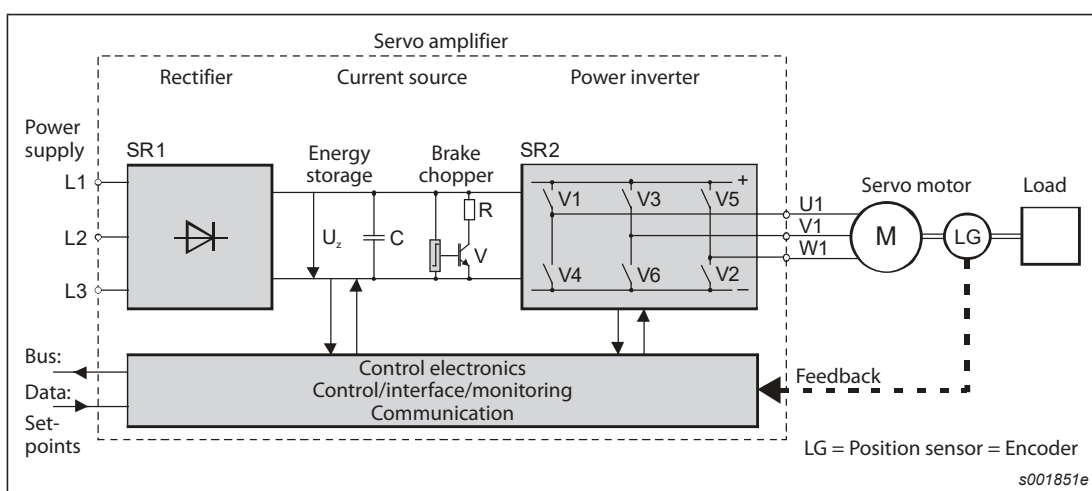 Servo amplifier
Rectifier
Current source
Power inverter
Power
supply
SR1
Energy
storage
Brake
chopper
SR2
Servo motor
Load
L1
L2
L3
Uz
C
R
V
V1
V3
V5
+
V4
V6
V2
–
U1
V1
W1
M
LG
Bus:
Data:
Set-
points
Control electronics
Control/interface/monitoring
Communication
Feedback
LG = Position sensor = Encoder
s001851e